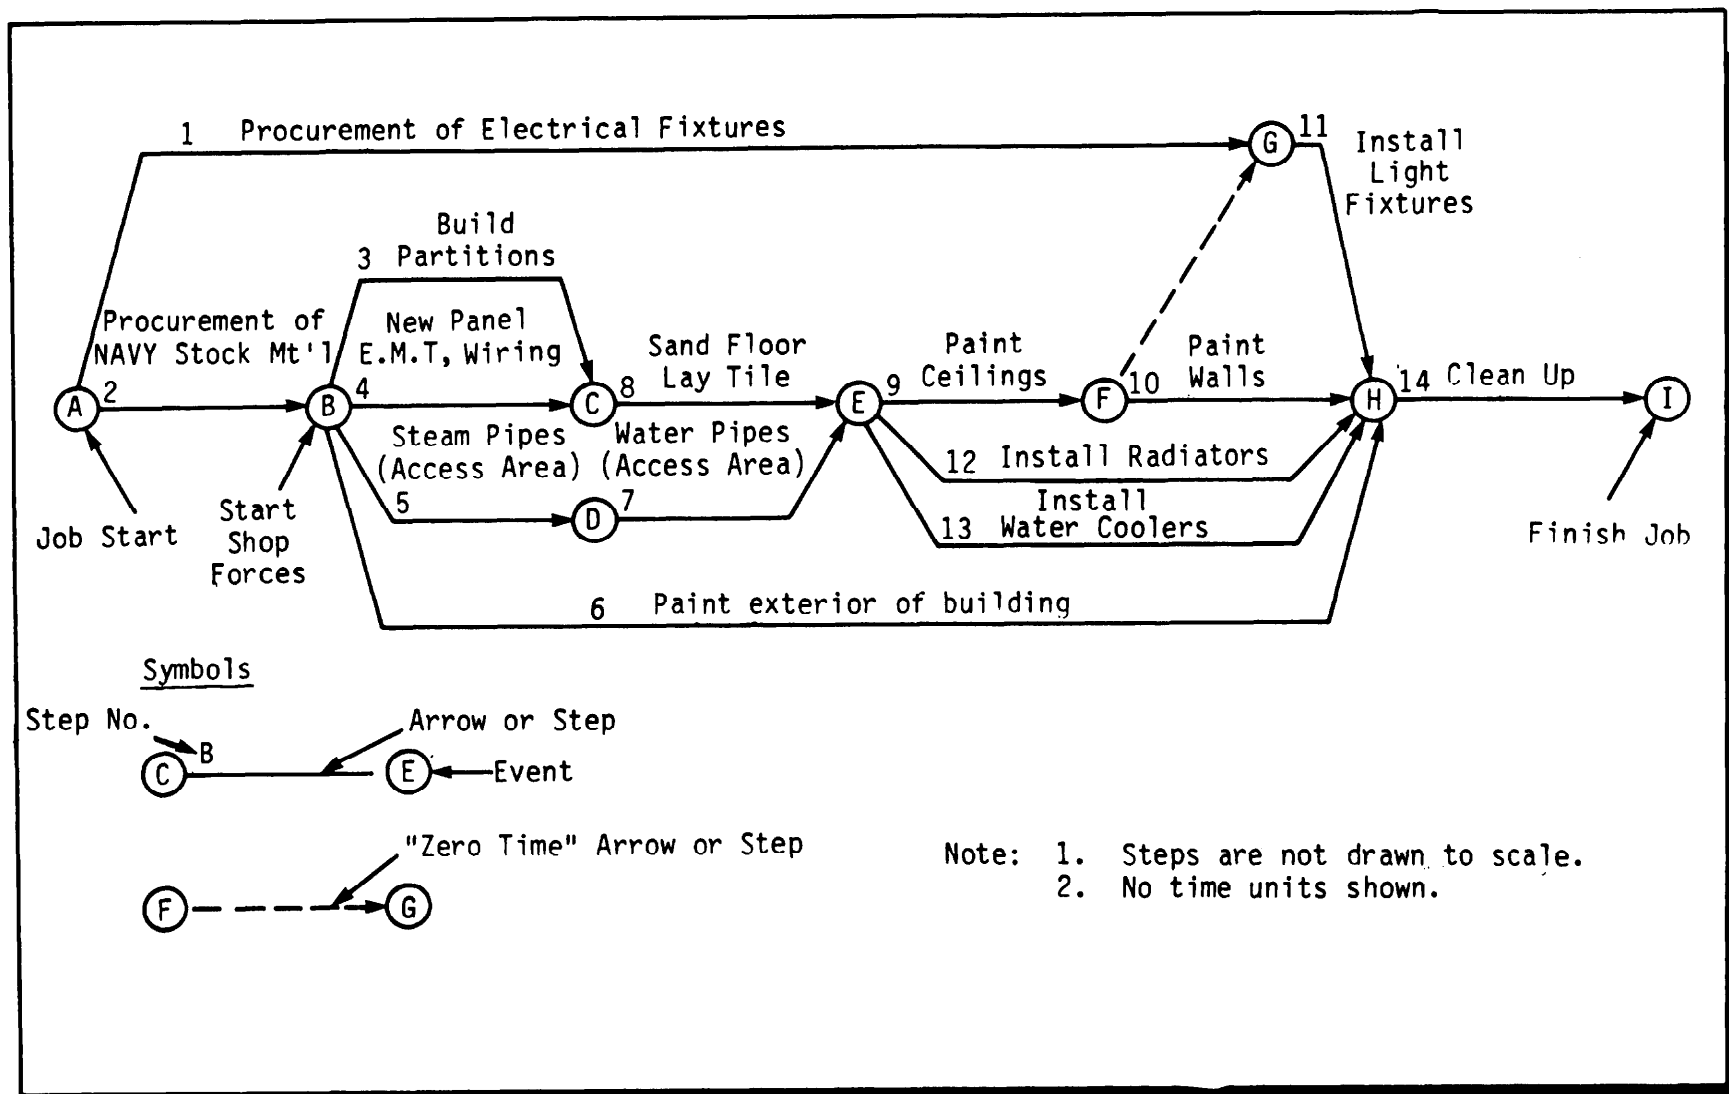 1 Procurement of Electrical Fixtures
G
11
Install
Light
Fixtures
Build
3 Partitions
Procurement of
NAVY Stock Mt'l
New Panel
E.M.T, Wiring
Sand Floor
Lay Tile
Paint
Ceilings
Paint
Walls
A
2
B
4
C
8
E
9
F
10
H
14 Clean Up
I
Steam Pipes
(Access Area)
5
Water Pipes
(Access Area)
D
7
12 Install Radiators
Install
13 Water Coolers
Job Start
Start
Shop
Forces
Finish Job
6 Paint exterior of building
Symbols
Step No.
Arrow or Step
C
B
E
Event
"Zero Time" Arrow or Step
F
G
Note: 1. Steps are not drawn to scale.
2. No time units shown.